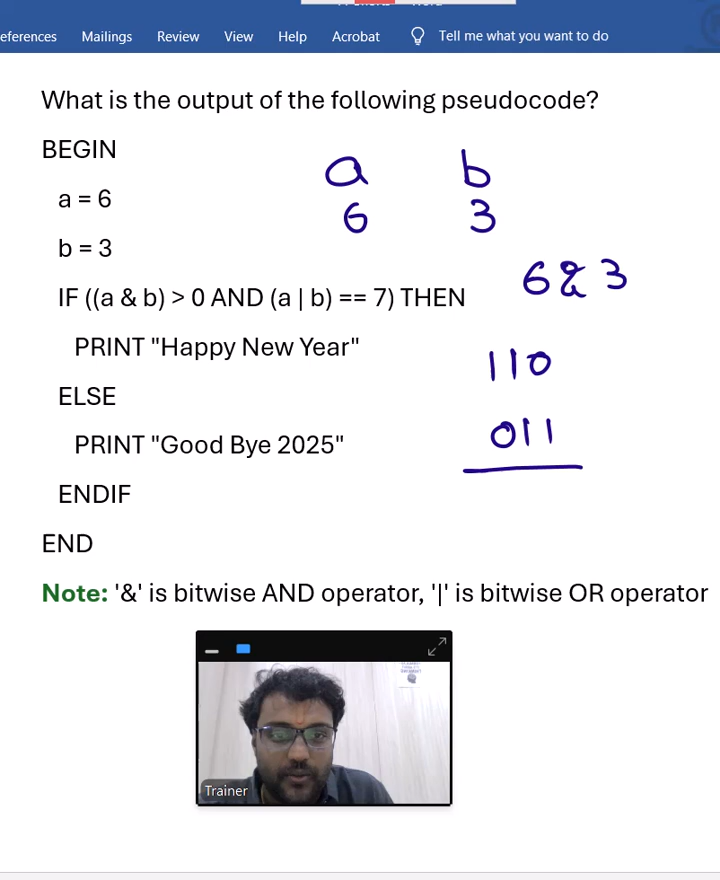 eferences Mailings Review View Help Acrobat Tell me what you want to do
What is the output of the following pseudocode?
BEGIN
a = 6
b = 3
IF ((a & b) > 0 AND (a | b) == 7) THEN
PRINT "Happy New Year"
ELSE
PRINT "Good Bye 2025"
ENDIF
END
a b
6 3
6 & 3
110
011
Note: '&' is bitwise AND operator, '|' is bitwise OR operator
Trainer